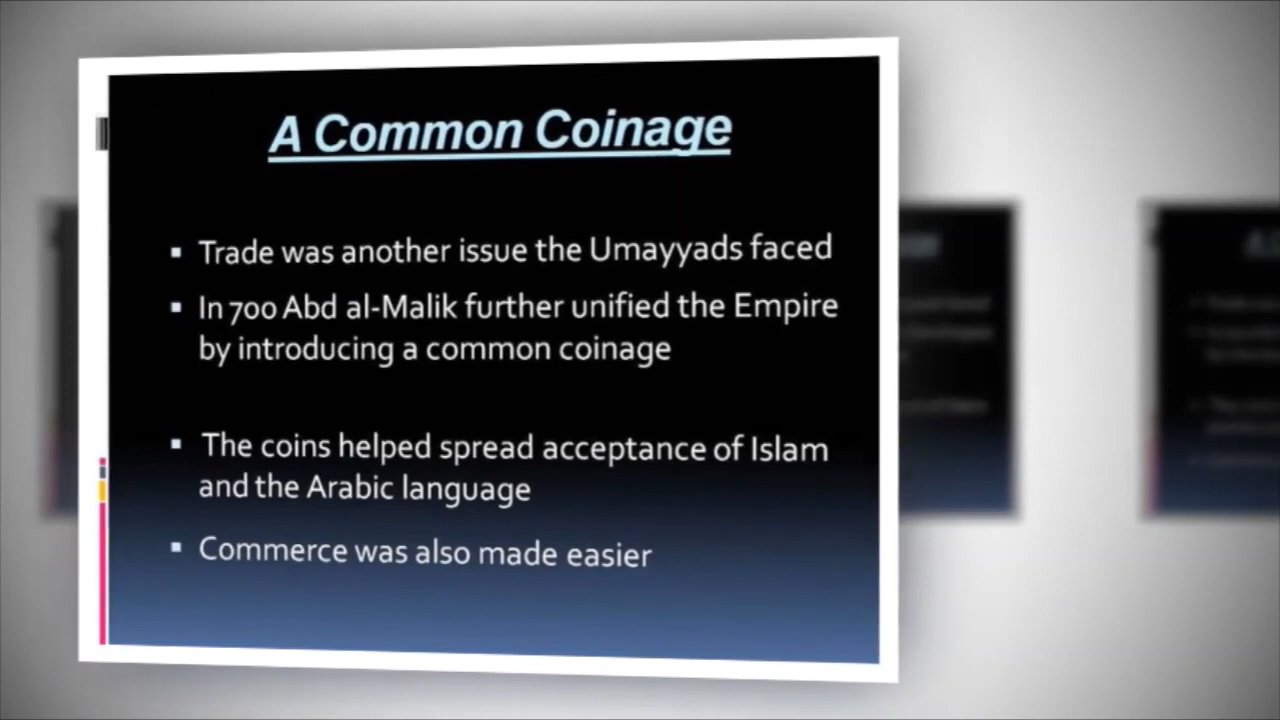 A Common Coinage
Trade was another issue the Umayyads faced
In 700 Abd al-Malik further unified the Empire
by introducing a common coinage
The coins helped spread acceptance of Islam
and the Arabic language
Commerce was also made easier